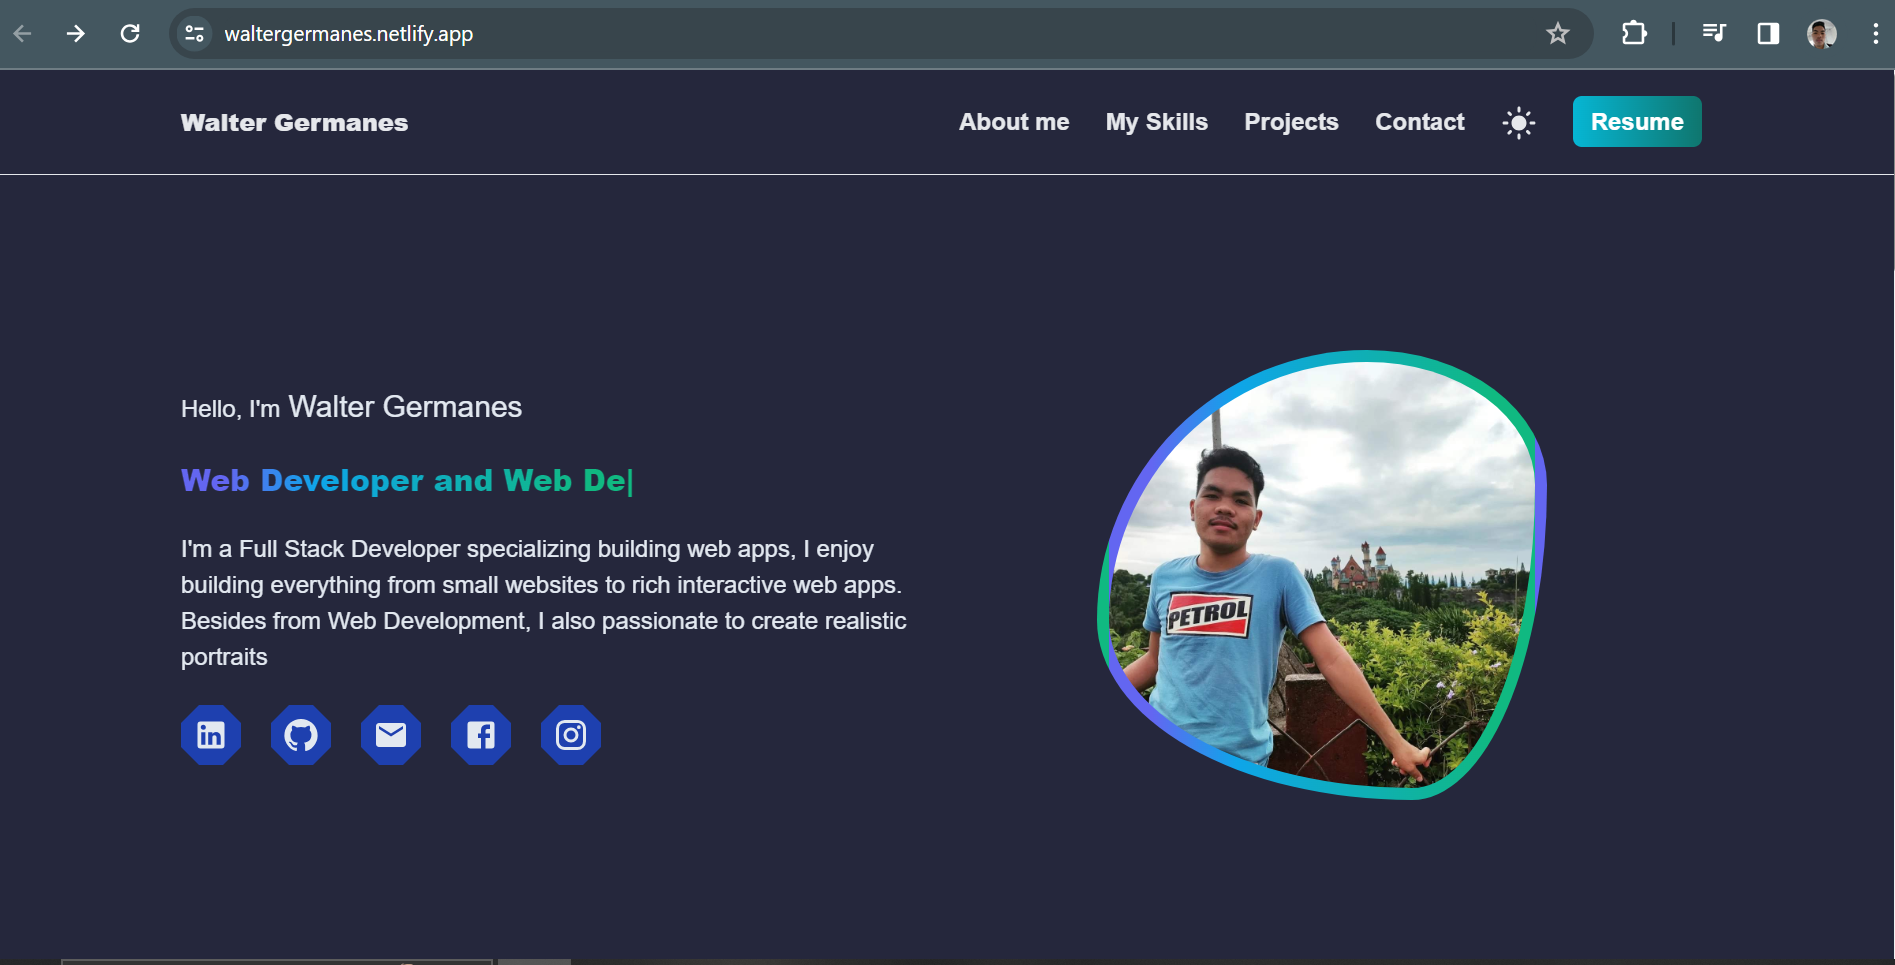 waltergermanes.netlify.app
Walter Germanes
About me
My Skills
Projects
Contact
Resume
Hello, I'm Walter Germanes
Web Developer and Web De|
I'm a Full Stack Developer specializing building web apps, I enjoy
building everything from small websites to rich interactive web apps.
Besides from Web Development, I also passionate to create realistic
portraits
in
PETROL